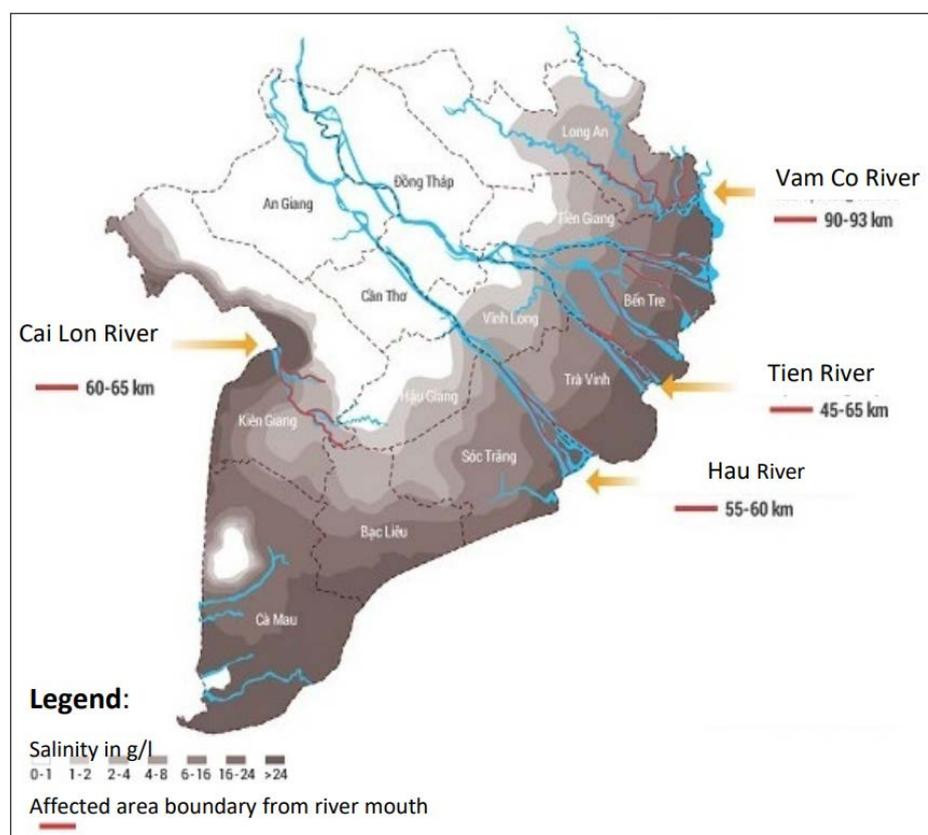 Long An
Vam Co River
90-93 km
Đồng Tháp
An Giang
Tiền Giang
Cần Thơ
Bến Tre
Vĩnh Long
Cai Lon River
60-65 km
Trà Vinh
Tien River
45-65 km
Hậu Giang
Kiên Giang
Sóc Trăng
Hau River
55-60 km
Bạc Liêu
Cà Mau
Legend:
Salinity in g/l
0-1 1-2 2-4 4-8 6-16 16-24 >24
Affected area boundary from river mouth